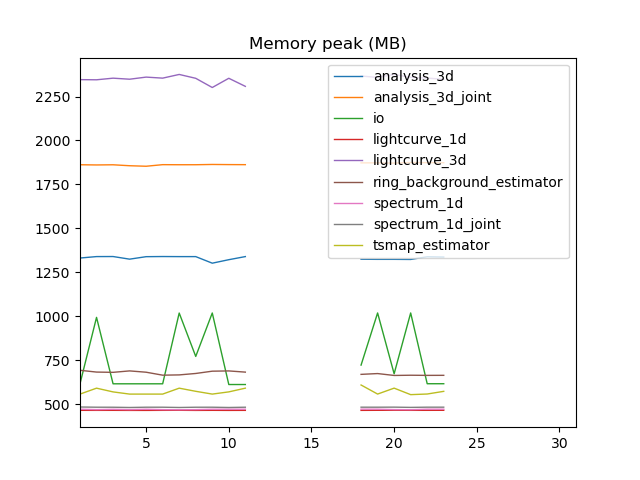 Memory peak (MB)
2250
2000
1750
1500
1250
1000
750
500
5
10
15
20
25
30
analysis_3d
analysis_3d_joint
io
lightcurve_1d
lightcurve_3d
ring_background_estimator
spectrum_1d
spectrum_1d_joint
tsmap_estimator